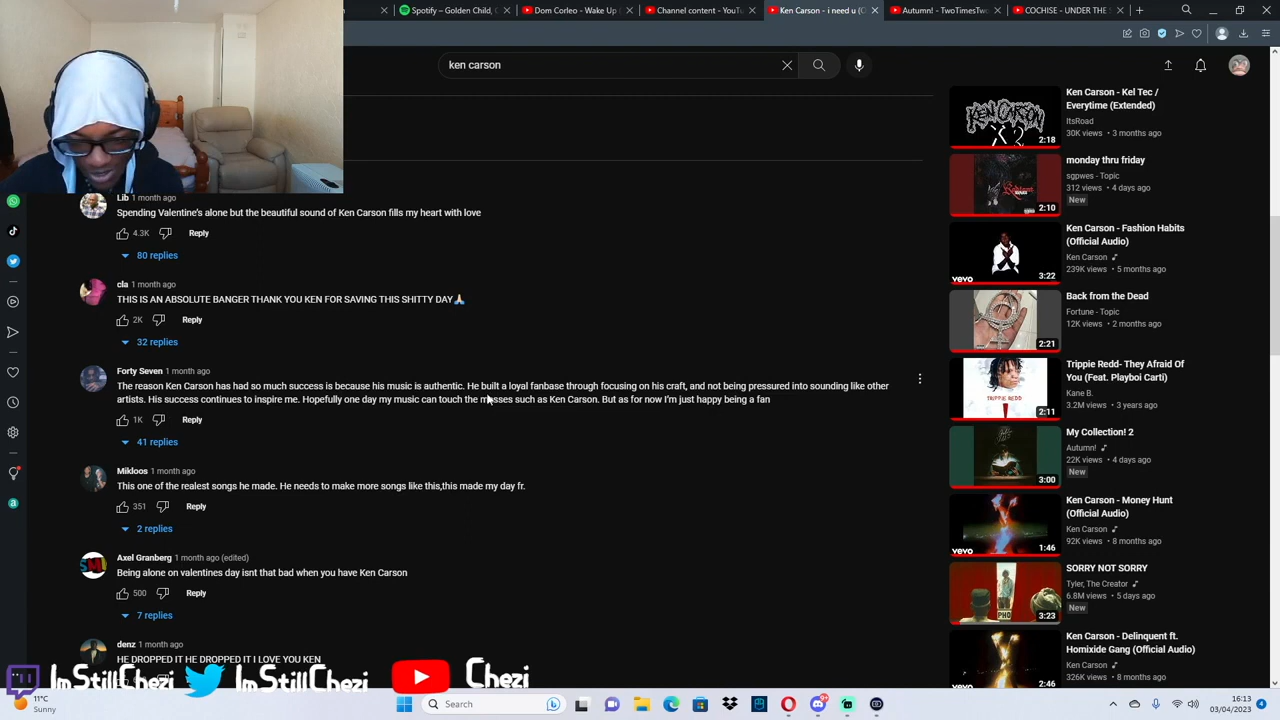 Spotify – Golden Child,
Dom Corleo - Wake Up
Channel content - YouTu
Ken Carson - i need u (
Autumn! - TwoTimesTw
COCHISE - UNDER THE
ken carson
Lib 1 month ago
Spending Valentine's alone but the beautiful sound of Ken Carson fills my heart with love
4.3K Reply
80 replies
cla 1 month ago
THIS IS AN ABSOLUTE BANGER THANK YOU KEN FOR SAVING THIS SHITTY DAY🙏🏻
2K Reply
32 replies
Forty Seven 1 month ago
The reason Ken Carson has had so much success is because his music is authentic. He built a loyal fanbase through focusing on his craft, and not being pressured into sounding like other
artists. His success continues to inspire me. Hopefully one day my music can touch the masses such as Ken Carson. But as for now I'm just happy being a fan
1K Reply
41 replies
Mikloos 1 month ago
This one of the realest songs he made. He needs to make more songs like this,this made my day fr.
351 Reply
2 replies
Axel Granberg 1 month ago (edited)
Being alone on valentines day isnt that bad when you have Ken Carson
500 Reply
7 replies
denz 1 month ago
HE DROPPED IT HE DROPPED IT I LOVE YOU KEN
KEN CARSON
X 2
2:18
Ken Carson - Kel Tec /
Everytime (Extended)
ItsRoad
30K views • 3 months ago
2:10
monday thru friday
sgpwes - Topic
312 views • 4 days ago
New
vevo
3:22
Ken Carson - Fashion Habits
(Official Audio)
Ken Carson
239K views • 5 months ago
2:21
Back from the Dead
Fortune - Topic
12K views • 2 months ago
TRIPPIE REDD
2:11
Trippie Redd- They Afraid Of
You (Feat. Playboi Carti)
Kane B.
3.2M views • 3 years ago
3:00
My Collection! 2
Autumn!
22K views • 4 days ago
New
vevo
1:46
Ken Carson - Money Hunt
(Official Audio)
Ken Carson
92K views • 8 months ago
PHO
3:23
SORRY NOT SORRY
Tyler, The Creator
6.8M views • 5 days ago
New
vevo
2:46
Ken Carson - Delinquent ft.
Homixide Gang (Official Audio)
Ken Carson
326K views • 8 months ago
ImStillChezi
ImStillChezi
Chezi
11°C
Sunny
Search
16:13
03/04/2023